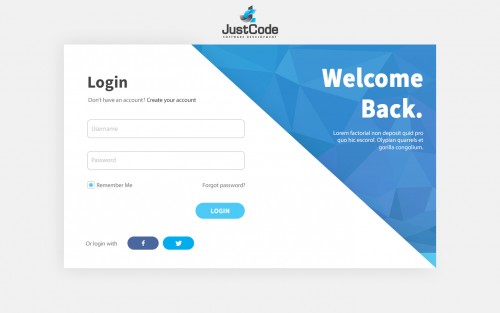 JustCode
SOFTWARE DEVELOPMENT
Login
Don't have an account? Create your account
Username
Password
Remember Me
Forgot password?
LOGIN
Or login with
Welcome
Back.
Lorem factorial non deposit quid pro
quo hic escorol. Olypian quarrels et
gorilla congolium.